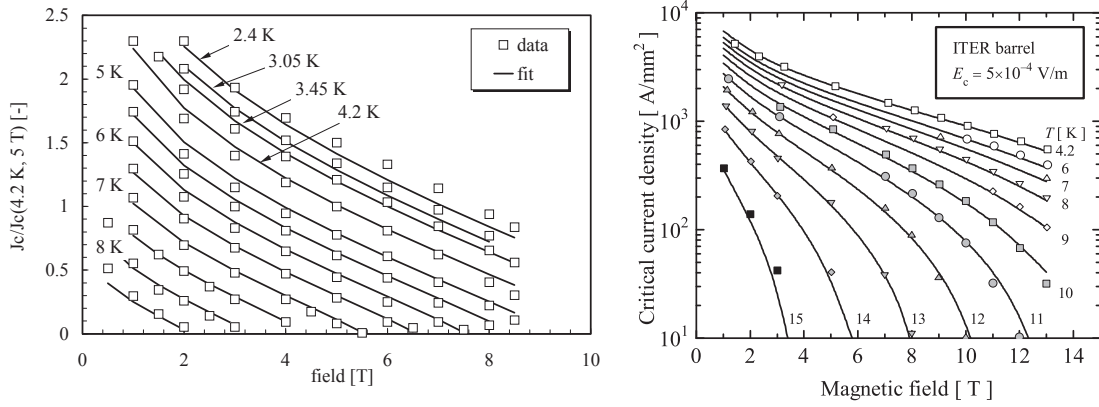 2.5
2
1.5
1
0.5
0
Jc/Jc(4.2 K, 5 T) [-]
2.4 K
3.05 K
3.45 K
4.2 K
5 K
6 K
7 K
8 K
data
fit
0 2 4 6 8 10
field [T]
10^4
10^3
10^2
10^1
Critical current density [ A/mm^2 ]
ITER barrel
E_c = 5×10^–4 V/m
T [ K ]
4.2
6
7
8
9
10
15 14 13 12 11
0 2 4 6 8 10 12 14
Magnetic field [ T ]